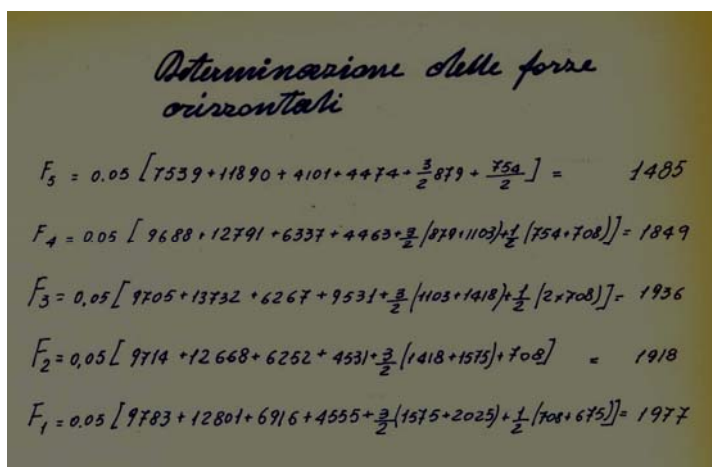 Determinazione delle forze
orizzontali
F5 = 0.05 [7539+11890+4101+4474+3/2 879+754/2] = 1485
F4 = 0.05 [9688+12791+6337+4463+3/2(879+1103)+1/2(754+708)] = 1849
F3 = 0,05 [9705+13732+6267+9531+3/2(1103+1418)+1/2(2×708)] = 1936
F2 = 0,05 [9714+12668+6252+4531+3/2(1418+1575)+708] = 1918
F1 = 0.05 [9783+12801+6916+4555+3/2(1575+2025)+1/2(708+675)] = 1977